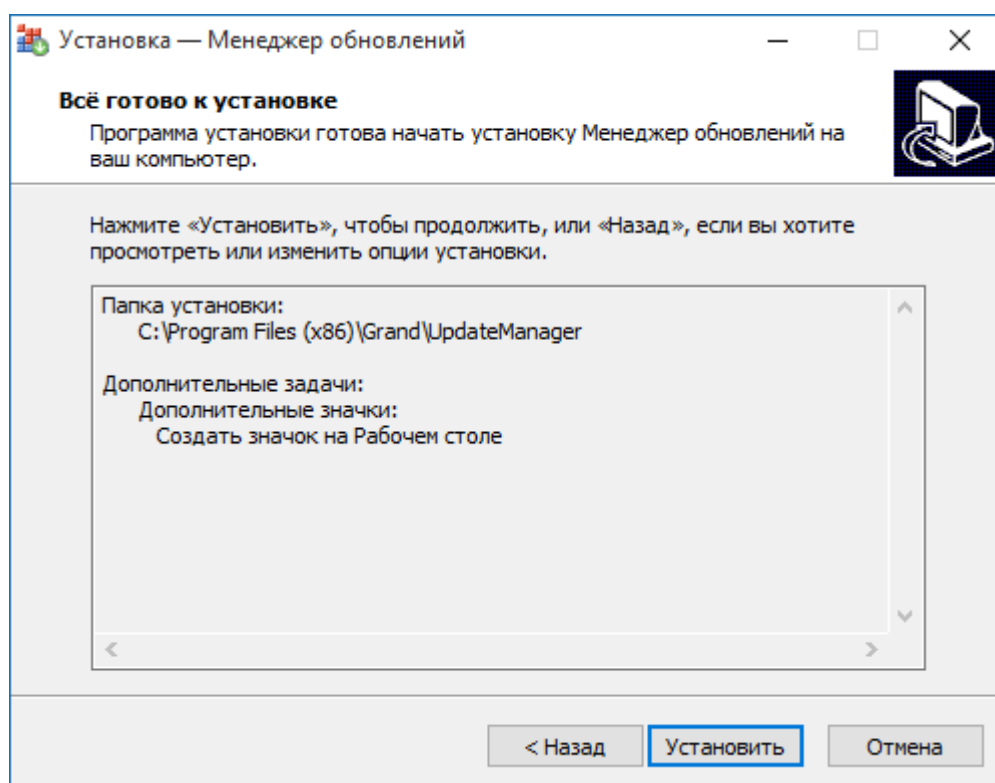 Установка — Менеджер обновлений
Всё готово к установке
Программа установки готова начать установку Менеджер обновлений на
ваш компьютер.
Нажмите «Установить», чтобы продолжить, или «Назад», если вы хотите
просмотреть или изменить опции установки.
Папка установки:
C:\Program Files (x86)\Grand\UpdateManager
Дополнительные задачи:
Дополнительные значки:
Создать значок на Рабочем столе
< Назад
Установить
Отмена